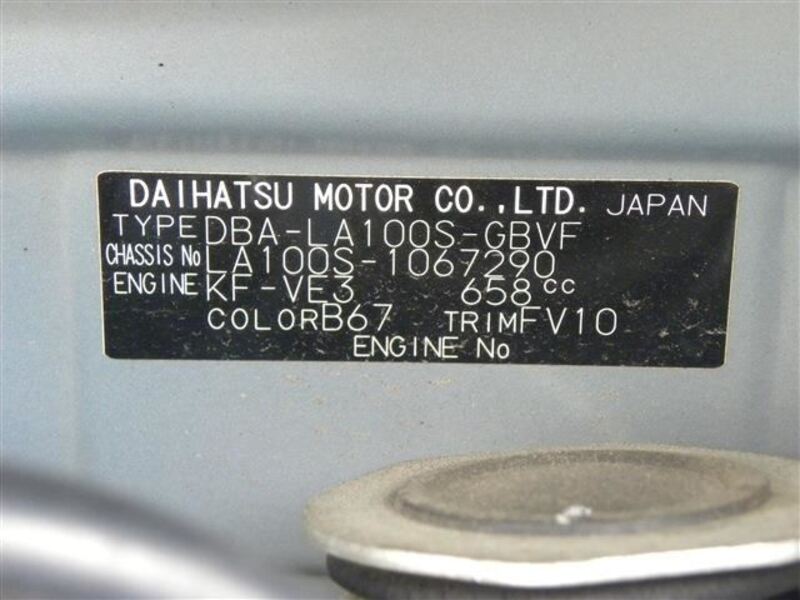 DAIHATSU MOTOR CO.,LTD. JAPAN
TYPE DBA-LA100S-GBVF
CHASSIS No LA100S-1067290
ENGINE KF-VE3 658cc
COLOR B67 TRIM FV10
ENGINE No